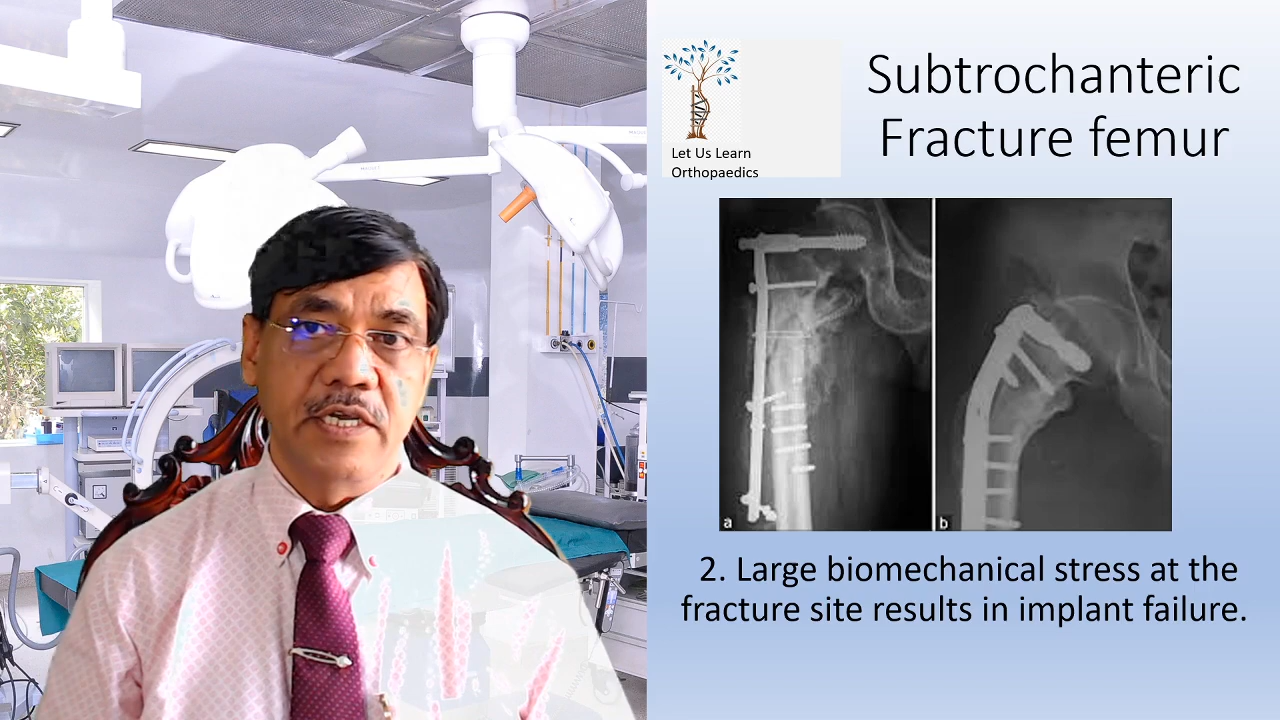 Subtrochanteric
Fracture femur
Let Us Learn
Orthopaedics
a
b
2. Large biomechanical stress at the
fracture site results in implant failure.